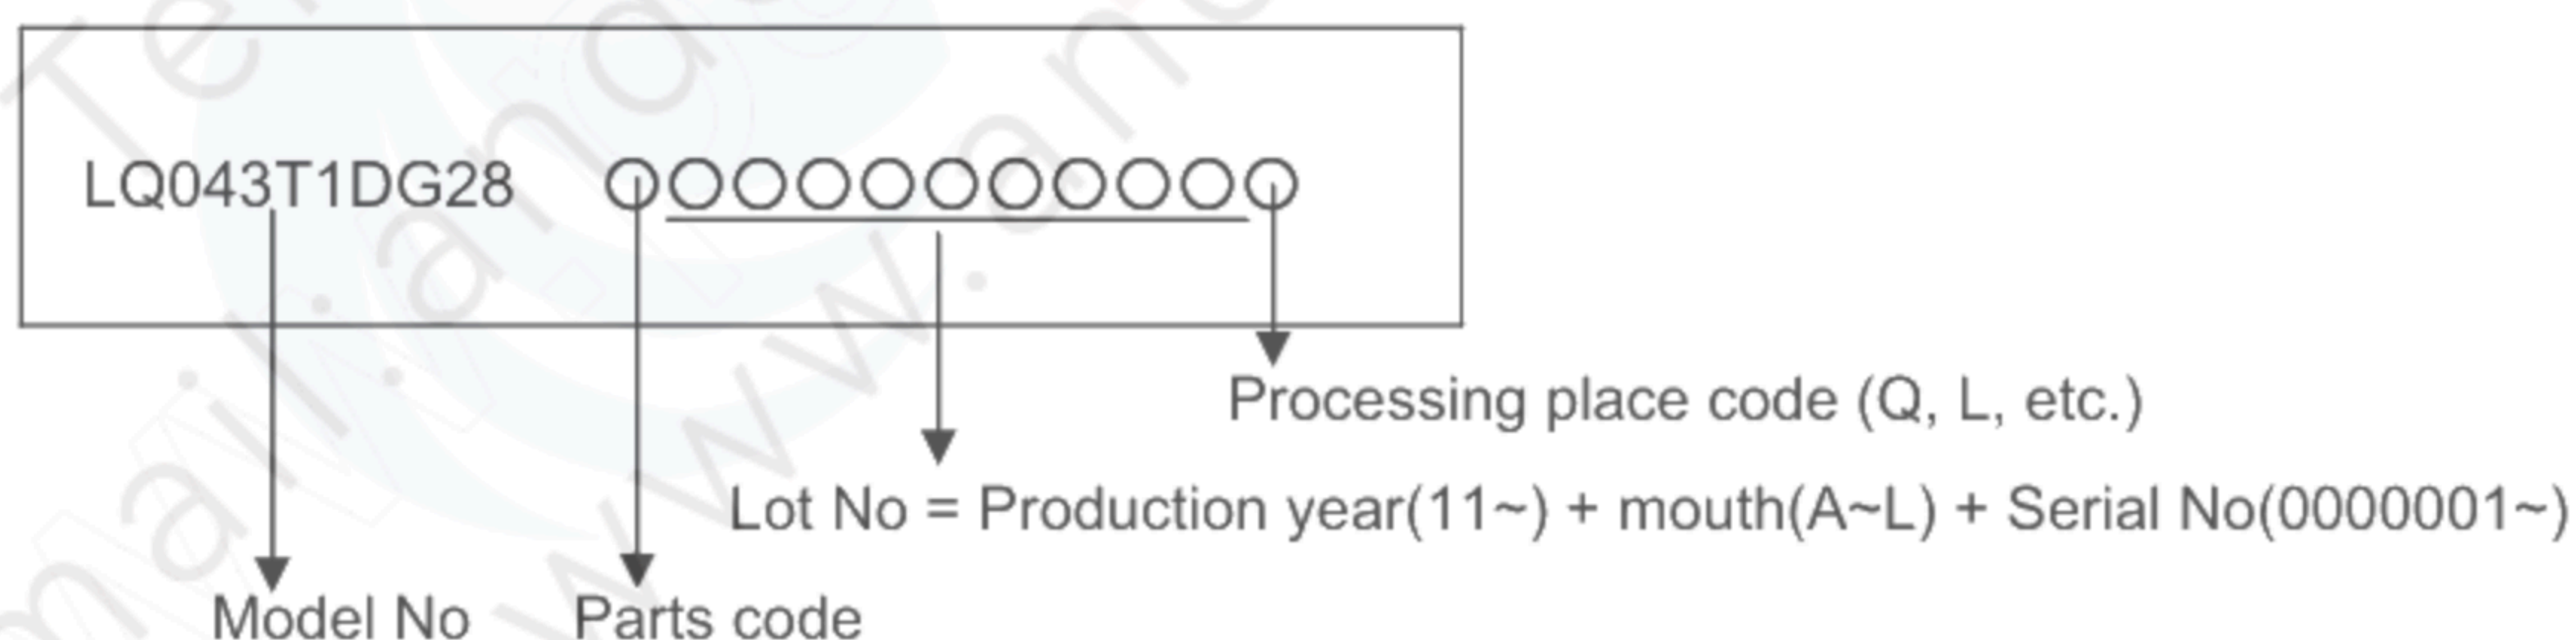 LQ043T1DG28 ○○○○○○○○○○○
Processing place code (Q, L, etc.)
Lot No = Production year(11~) + mouth(A~L) + Serial No(0000001~)
Model No Parts code